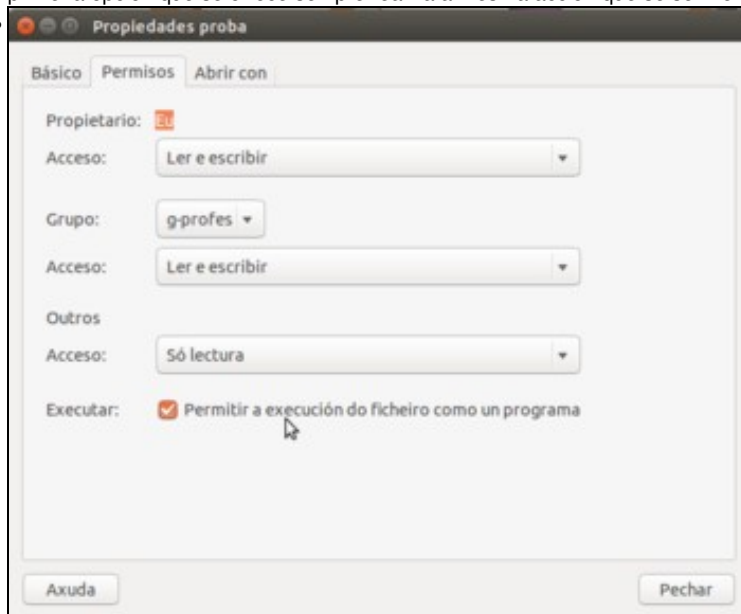 Propiedades proba
Básico Permisos Abrir con
Propietario: Eu
Acceso: Ler e escribir
Grupo: g-profes
Acceso: Ler e escribir
Outros
Acceso: Só lectura
Executar: Permitir a execución do ficheiro como un programa
Axuda Pechar